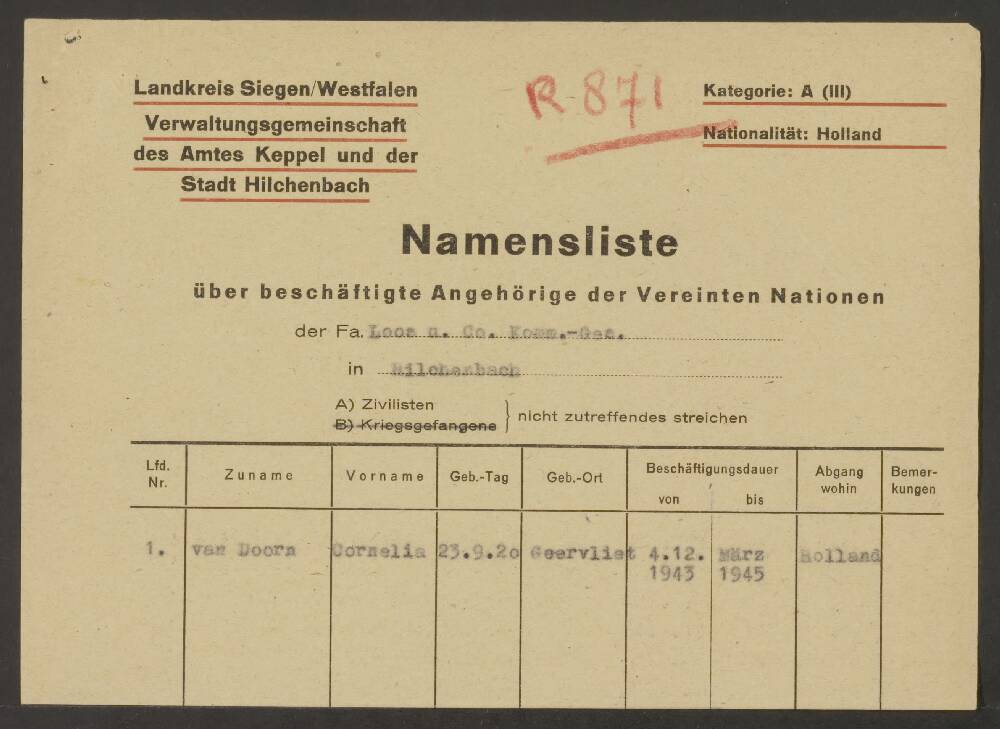 Landkreis Siegen/Westfalen
Verwaltungsgemeinschaft
des Amtes Keppel und der
Stadt Hilchenbach
R 871
Kategorie: A (III)
Nationalität: Holland
Namensliste
über beschäftigte Angehörige der Vereinten Nationen
der Fa. Loos u. Co. Komm.-Ges.
in Hilchenbach
A) Zivilisten
B) Kriegsgefangene
nicht zutreffendes streichen
Lfd. Nr. Zuname Vorname Geb.-Tag Geb.-Ort Beschäftigungsdauer von bis Abgang wohin Bemer-kungen
1. van Doorn Cornelia 23.9.20 Geervliet 4.12. März Holland
1943 1945